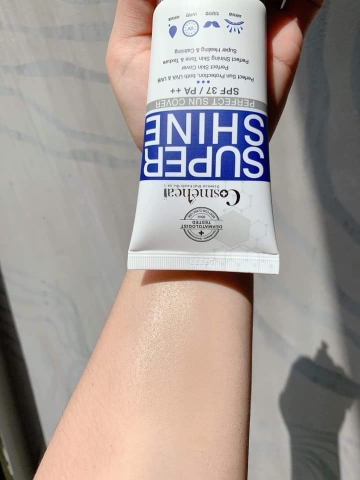 DERMATOLOGIST
TESTED
Cosmeheal
SUPER
SHINE
PERFECT SUN COVER
SPF 37 / PA ++
Perfect Sun Protection, both UVA & UVB
Perfect Skin Cover
Perfect Shining Skin Tone & Texture
Super Healing Calming